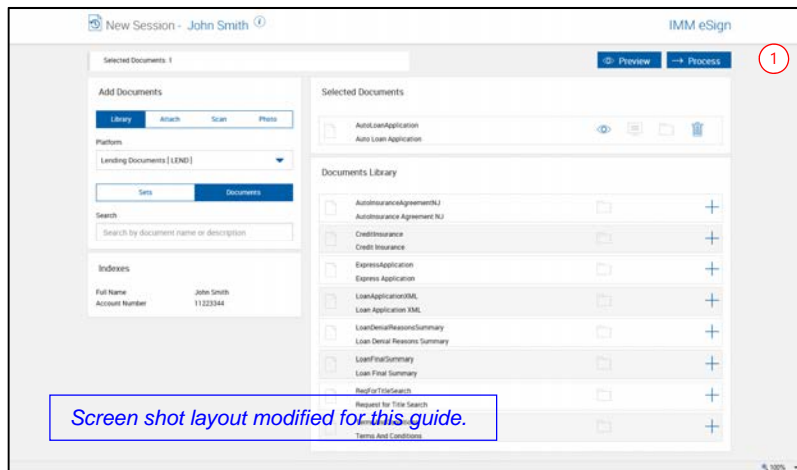 New Session - John Smith i
IMM eSign
Selected Documents: 1
Preview
→ Process
1
Add Documents
Library Attach Scan Photo
Platform
Lending Documents [ LEND ]
Sets Documents
Search
Search by document name or description
Indexes
Full Name John Smith
Account Number 11223344
Selected Documents
AutoLoanApplication
Auto Loan Application
Documents Library
AutoInsuranceAgreementNJ
AutoInsurance Agreement NJ
CreditInsurance
Credit Insurance
ExpressApplication
Express Application
LoanApplicationXML
Loan Application XML
LoanDenialReasonsSummary
Loan Denial Reasons Summary
LoanFinalSummary
Loan Final Summary
ReqForTitleSearch
Request for Title Search
Terms And Conditions
Screen shot layout modified for this guide.
100%